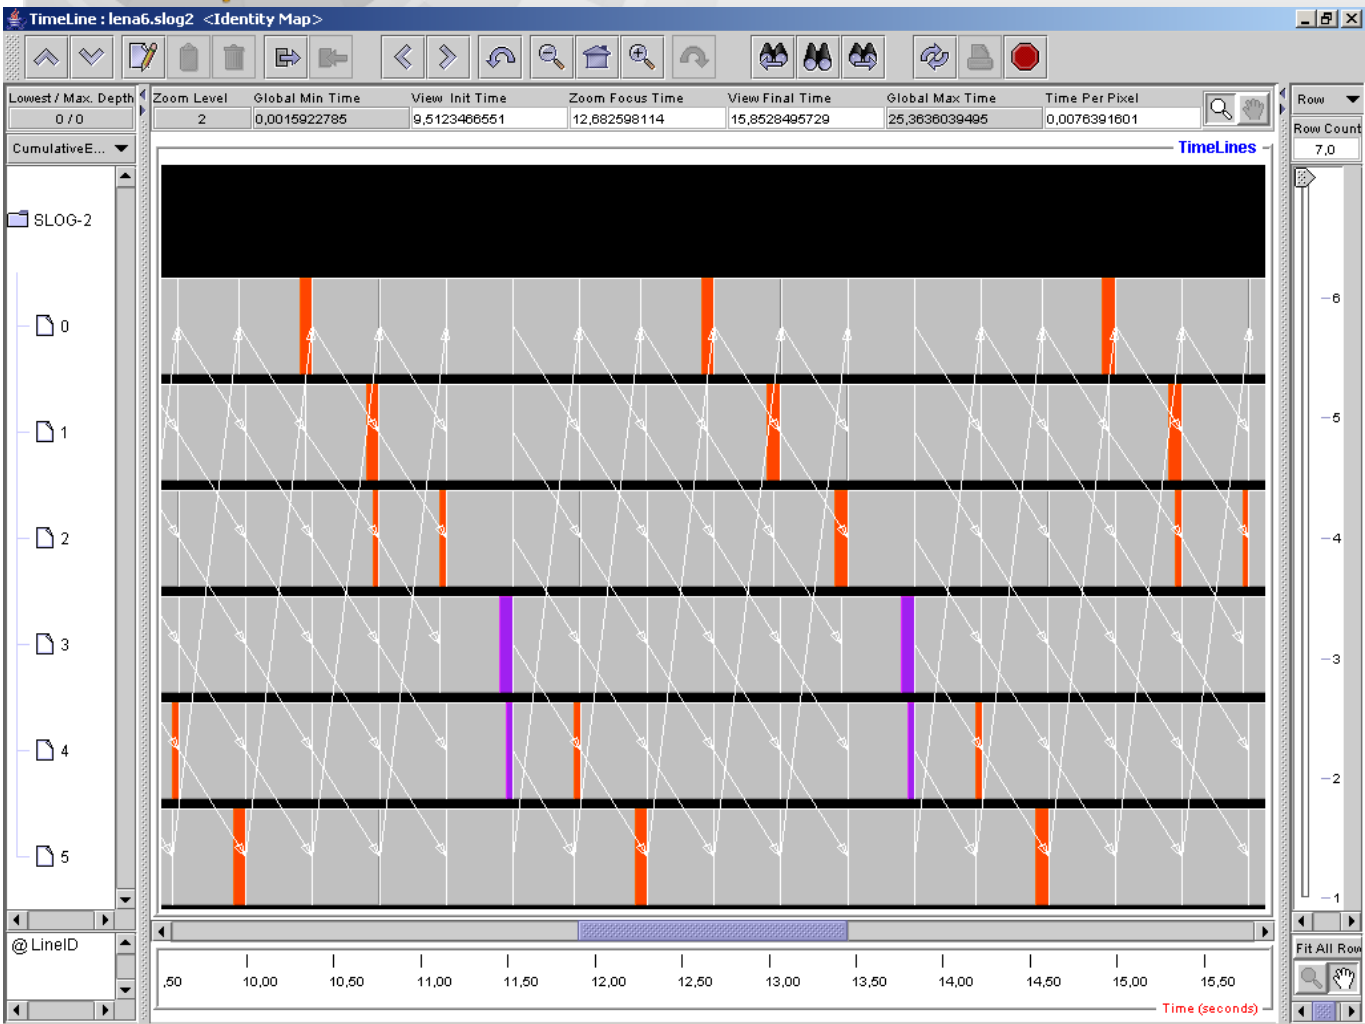 TimeLine : lena6.slog2 <Identity Map>
Lowest / Max. Depth
0 / 0
Zoom Level
Global Min Time
View Init Time
Zoom Focus Time
View Final Time
Global Max Time
Time Per Pixel
2
0,0015922785
9,5123466551
12,682598114
15,8528495729
25,3636039495
0,0076391601
Row
Row Count
7,0
CumulativeE...
TimeLines
SLOG-2
0
1
2
3
4
5
6
5
4
3
2
1
@ LineID
Fit All Row
,50
10,00
10,50
11,00
11,50
12,00
12,50
13,00
13,50
14,00
14,50
15,00
15,50
Time (seconds)